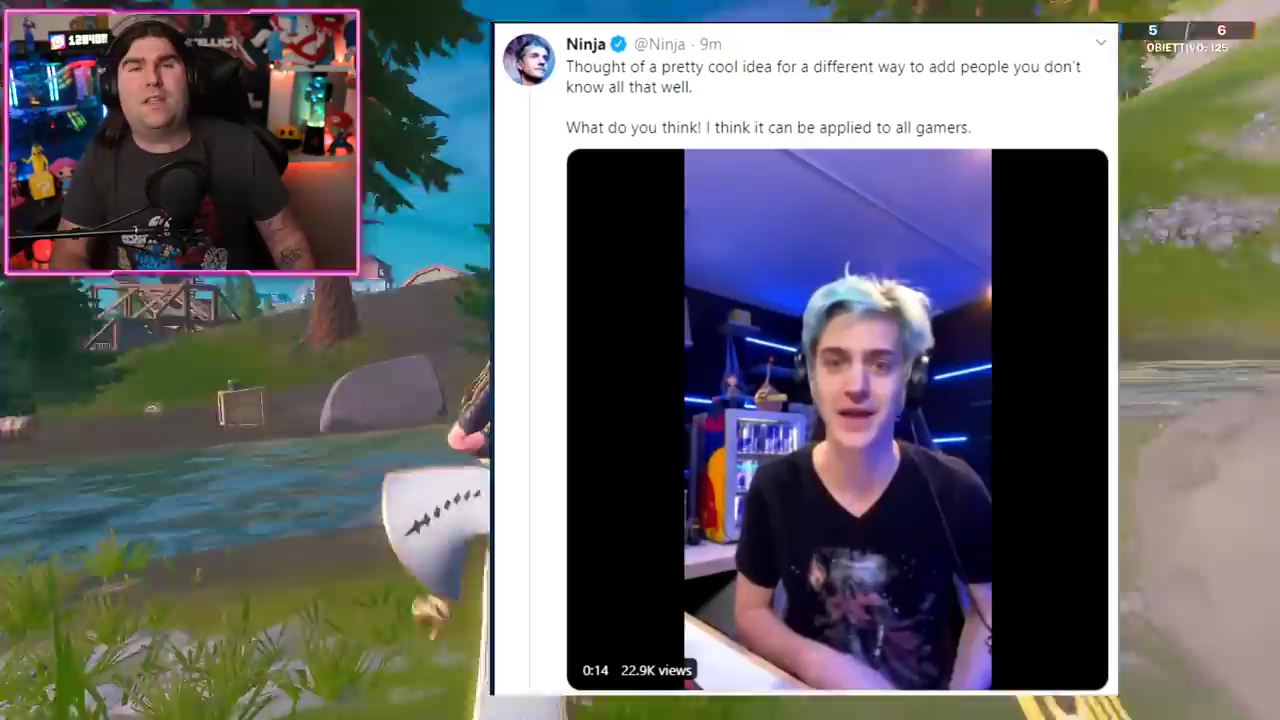 120400
5 / 6
OBIETTIVO: 125
Ninja @Ninja · 9m
Thought of a pretty cool idea for a different way to add people you don't
know all that well.
What do you think! I think it can be applied to all gamers.
0:14 22.9K views